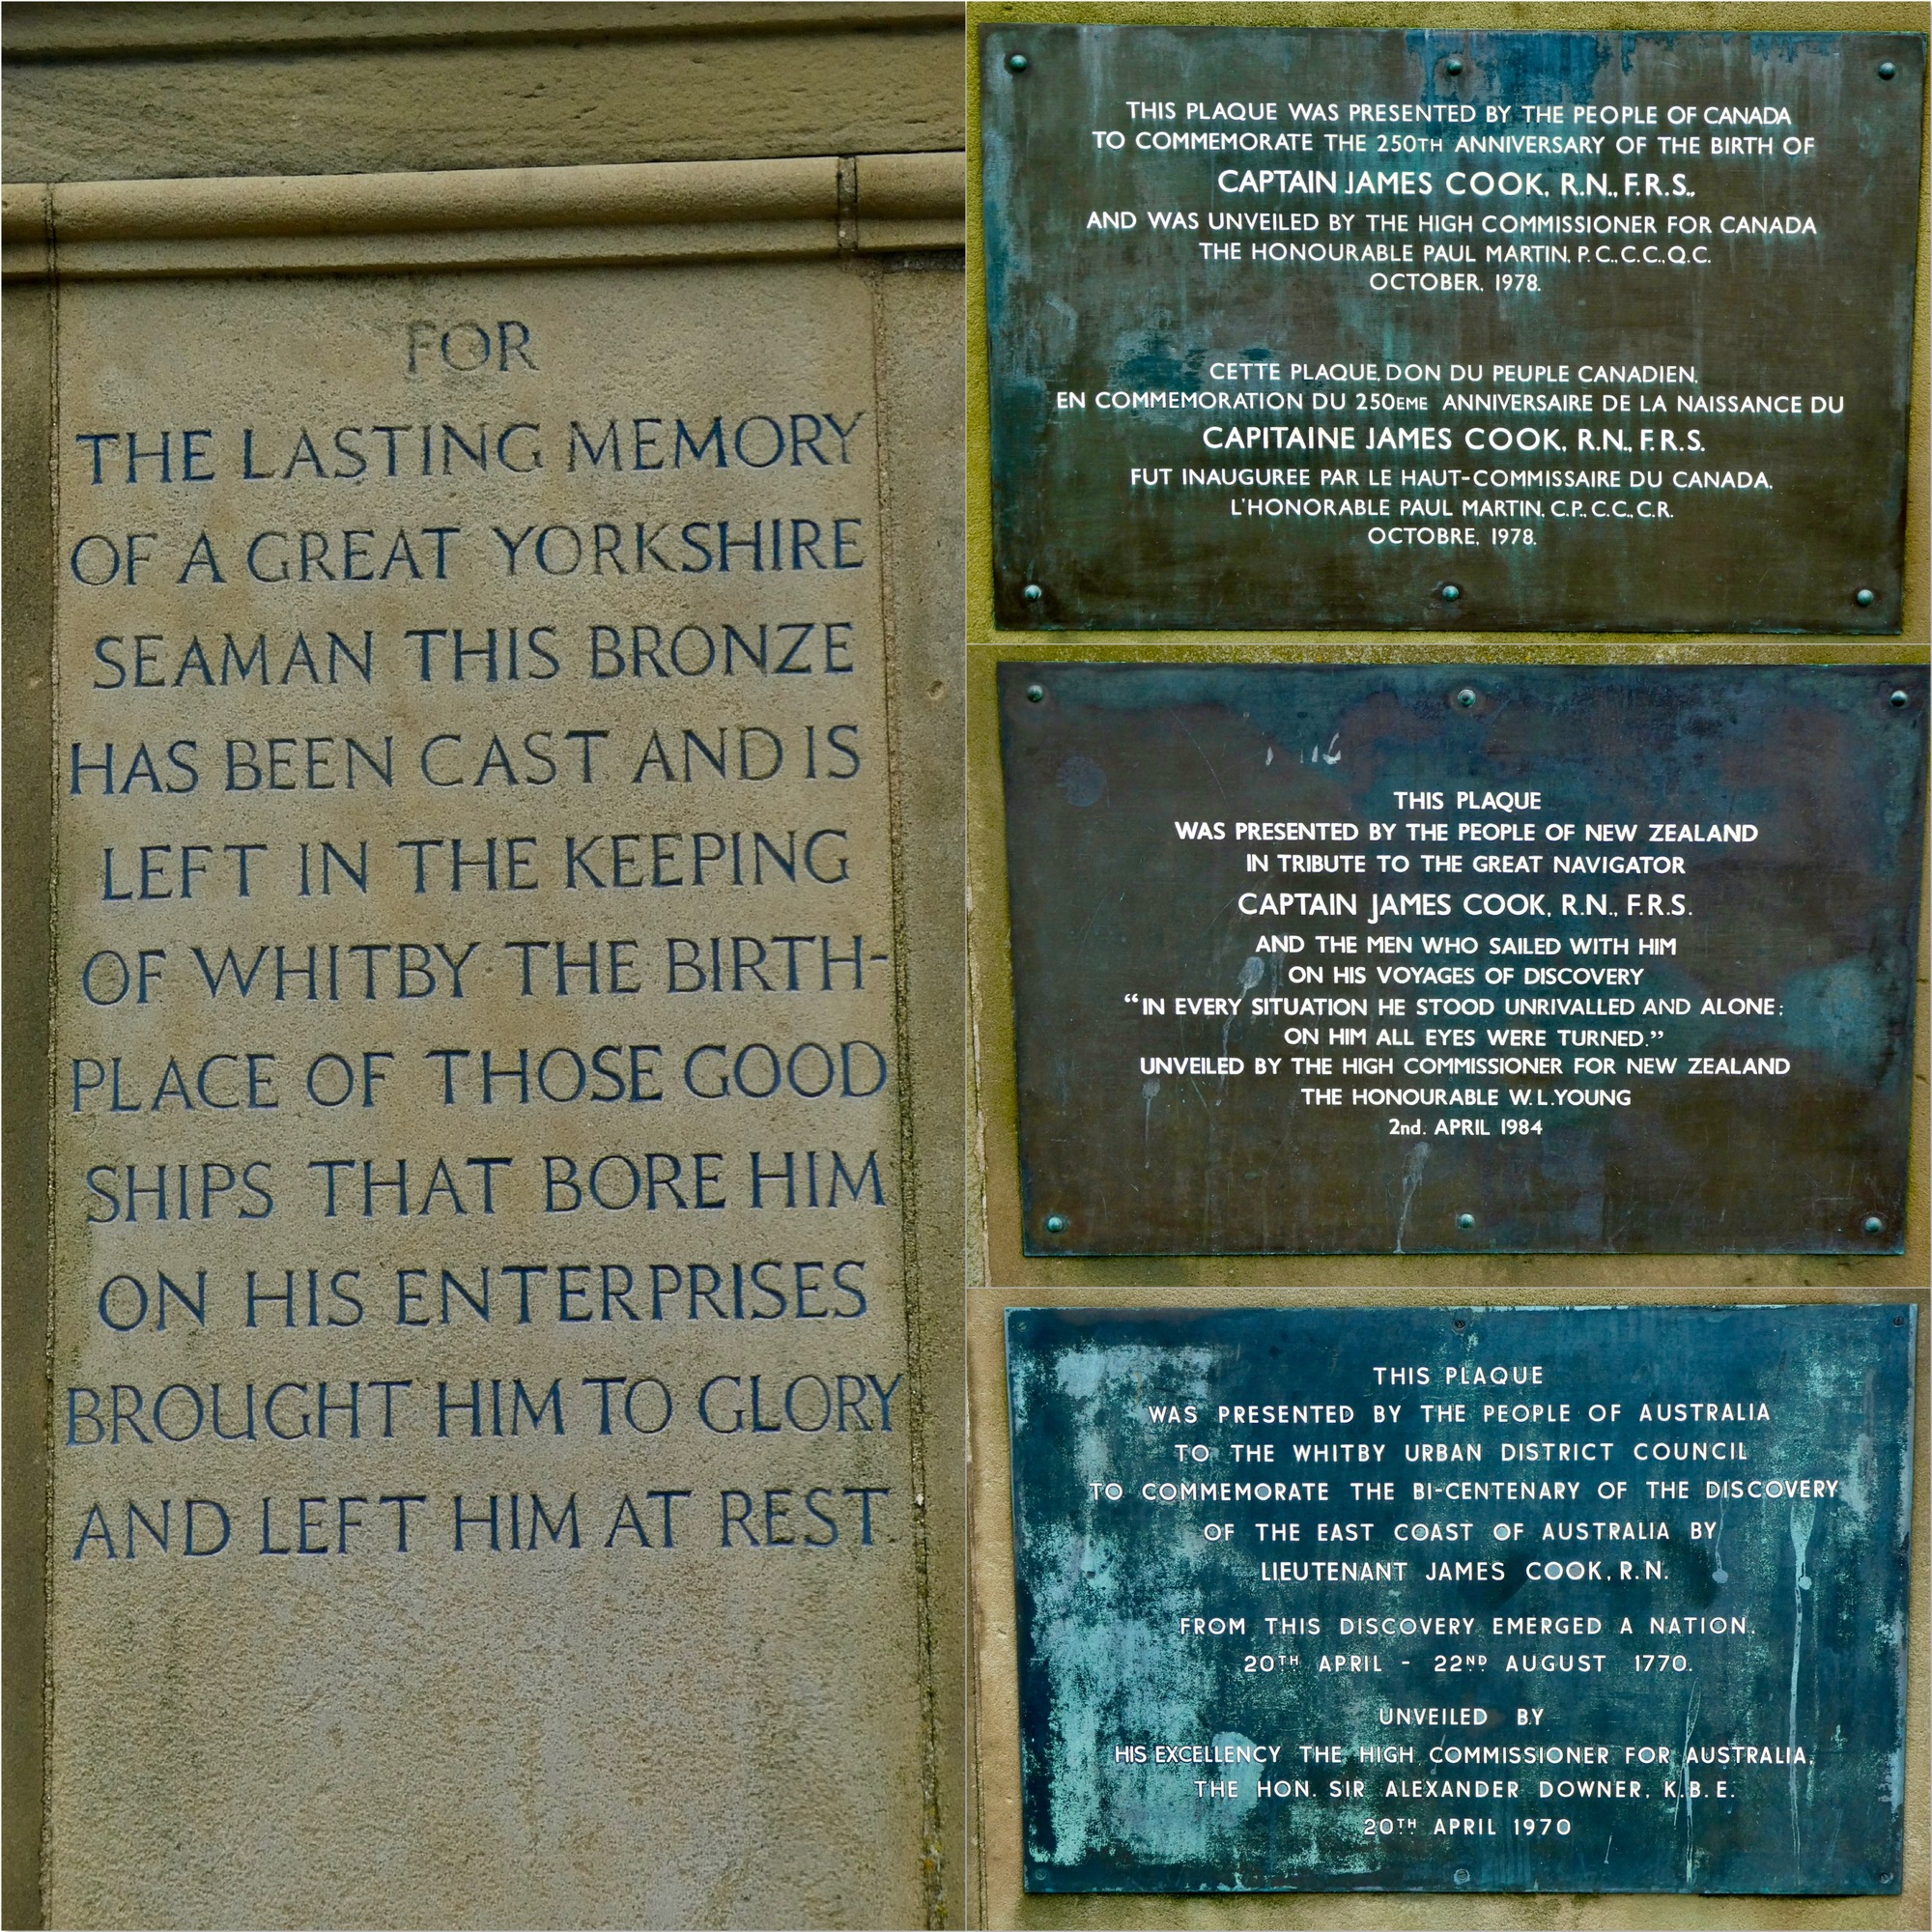 FOR
THE LASTING MEMORY
OF A GREAT YORKSHIRE
SEAMAN THIS BRONZE
HAS BEEN CAST AND IS
LEFT IN THE KEEPING
OF WHITBY · THE BIRTH-
PLACE OF THOSE GOOD
SHIPS THAT BORE HIM
ON HIS ENTERPRISES
BROUGHT HIM TO GLORY
AND LEFT HIM AT REST.
THIS PLAQUE WAS PRESENTED BY THE PEOPLE OF CANADA
TO COMMEMORATE THE 250TH ANNIVERSARY OF THE BIRTH OF
CAPTAIN JAMES COOK, R.N., F.R.S.,
AND WAS UNVEILED BY THE HIGH COMMISSIONER FOR CANADA
THE HONOURABLE PAUL MARTIN, P.C., C.C., Q.C.
OCTOBER, 1978.
CETTE PLAQUE, DON DU PEUPLE CANADIEN,
EN COMMEMORATION DU 250EME ANNIVERSAIRE DE LA NAISSANCE DU
CAPITAINE JAMES COOK, R.N., F.R.S.
FUT INAUGUREE PAR LE HAUT-COMMISSAIRE DU CANADA,
L'HONORABLE PAUL MARTIN, C.P., C.C., C.R.
OCTOBRE, 1978.
THIS PLAQUE
WAS PRESENTED BY THE PEOPLE OF NEW ZEALAND
IN TRIBUTE TO THE GREAT NAVIGATOR
CAPTAIN JAMES COOK, R.N., F.R.S.
AND THE MEN WHO SAILED WITH HIM
ON HIS VOYAGES OF DISCOVERY
“IN EVERY SITUATION HE STOOD UNRIVALLED AND ALONE;
ON HIM ALL EYES WERE TURNED.”
UNVEILED BY THE HIGH COMMISSIONER FOR NEW ZEALAND
THE HONOURABLE W.L.YOUNG
2nd. APRIL 1984
THIS PLAQUE
WAS PRESENTED BY THE PEOPLE OF AUSTRALIA
TO THE WHITBY URBAN DISTRICT COUNCIL
TO COMMEMORATE THE BI-CENTENARY OF THE DISCOVERY
OF THE EAST COAST OF AUSTRALIA BY
LIEUTENANT JAMES COOK, R.N.
FROM THIS DISCOVERY EMERGED A NATION.
20TH APRIL - 22ND AUGUST 1770.
UNVEILED BY
HIS EXCELLENCY THE HIGH COMMISSIONER FOR AUSTRALIA,
THE HON. SIR ALEXANDER DOWNER, K.B.E.
20TH APRIL 1970